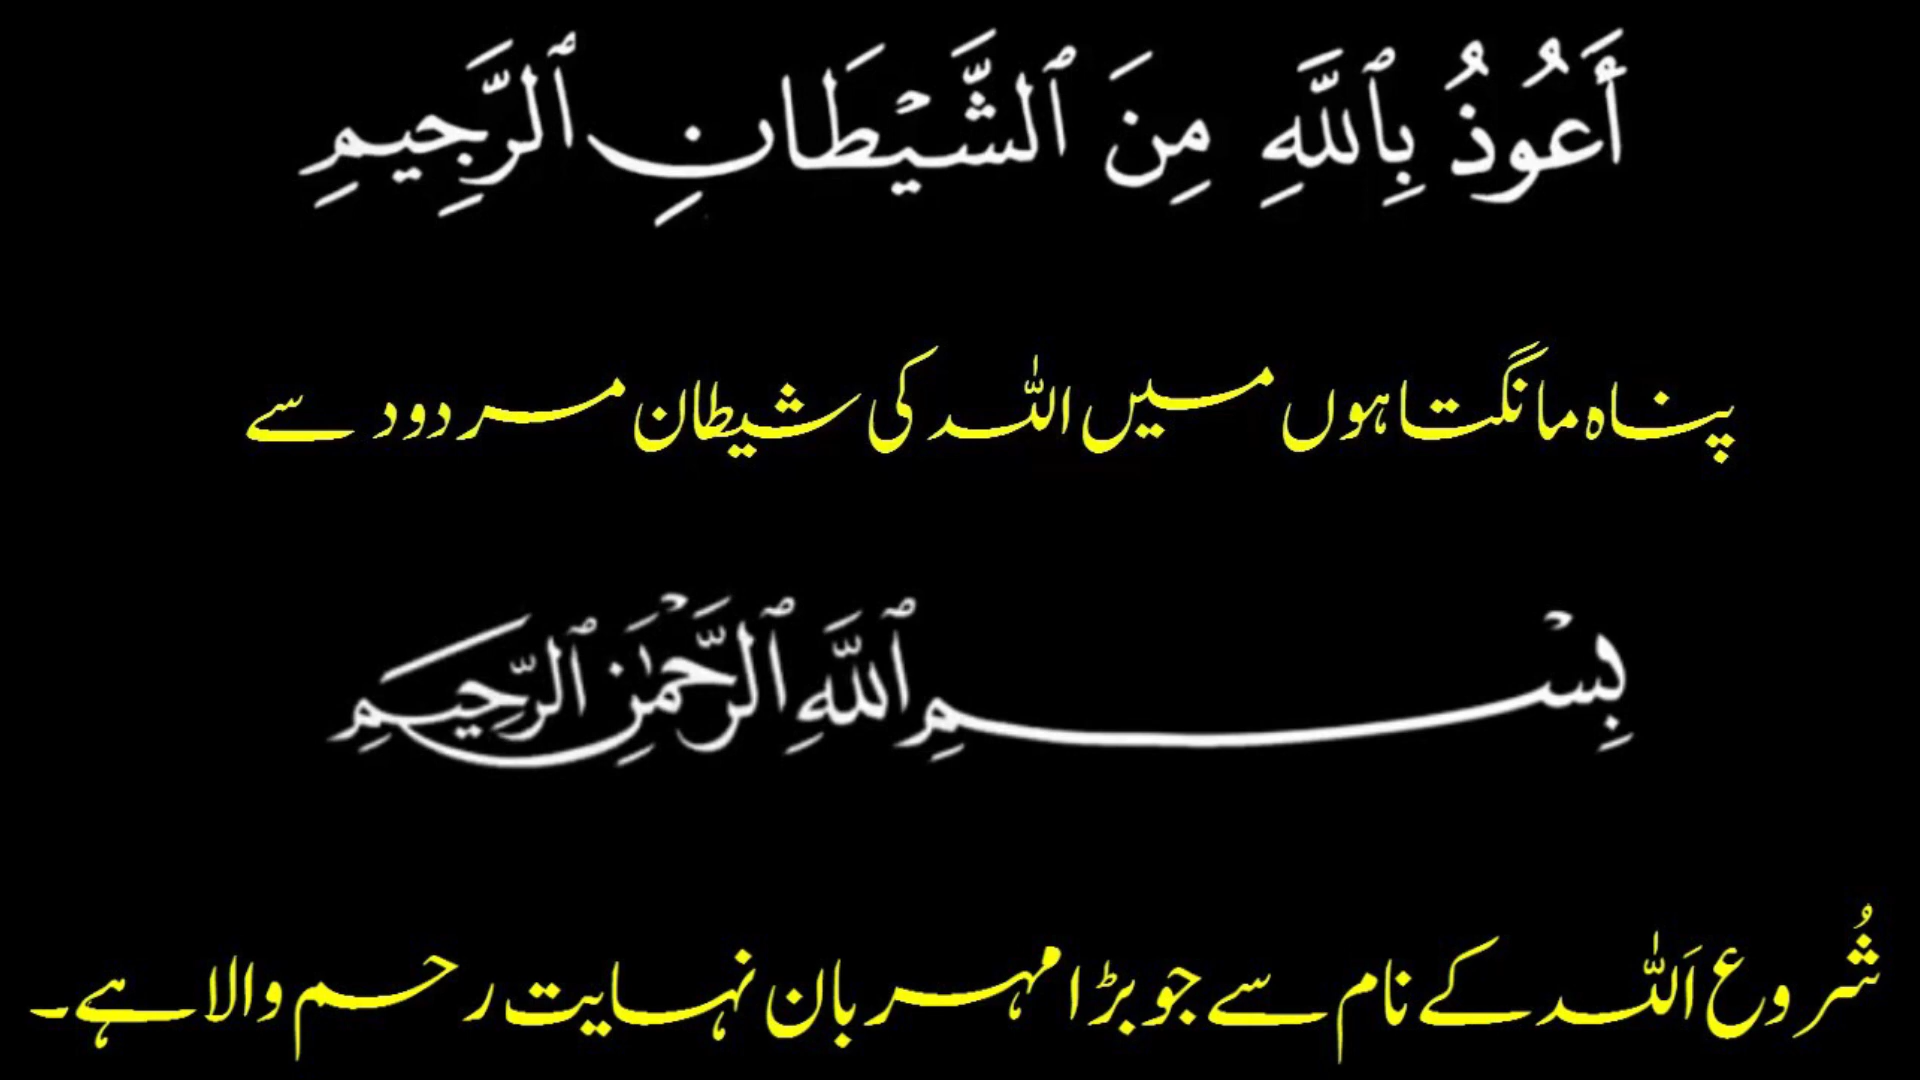 أَعُوذُ بِٱللَّهِ مِنَ ٱلشَّيۡطَانِ ٱلرَّجِيمِ
پناہ مانگتا ہوں میں اللہ کی شیطان مردود سے
بِسۡمِ ٱللَّهِ ٱلرَّحۡمَٰنِ ٱلرَّحِيمِ
شُروع اَللہ کے نام سے جو بڑا مہربان نہایت رحم والا ہے۔